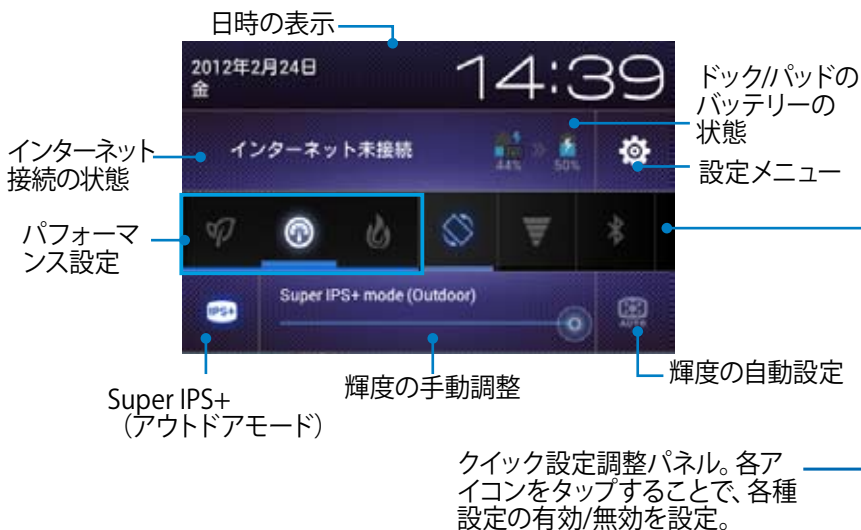 日時の表示
2012年2月24日
金
14:39
ドック/パッドの
バッテリーの
状態
インターネット
接続の状態
インターネット未接続
44%
50%
設定メニュー
パフォーマ
ンス設定
IPS+
Super IPS+ mode (Outdoor)
AUTO
輝度の手動調整
輝度の自動設定
Super IPS+
（アウトドアモード）
クイック設定調整パネル。各ア
イコンをタップすることで、各種
設定の有効/無効を設定。